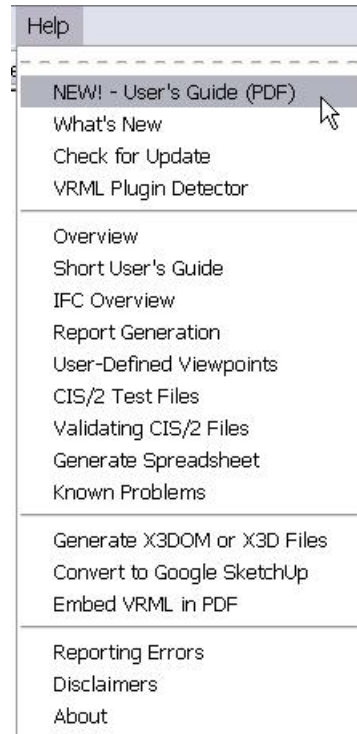 Help
NEW! - User's Guide (PDF)
What's New
Check for Update
VRML Plugin Detector
Overview
Short User's Guide
IFC Overview
Report Generation
User-Defined Viewpoints
CIS/2 Test Files
Validating CIS/2 Files
Generate Spreadsheet
Known Problems
Generate X3DOM or X3D Files
Convert to Google SketchUp
Embed VRML in PDF
Reporting Errors
Disclaimers
About